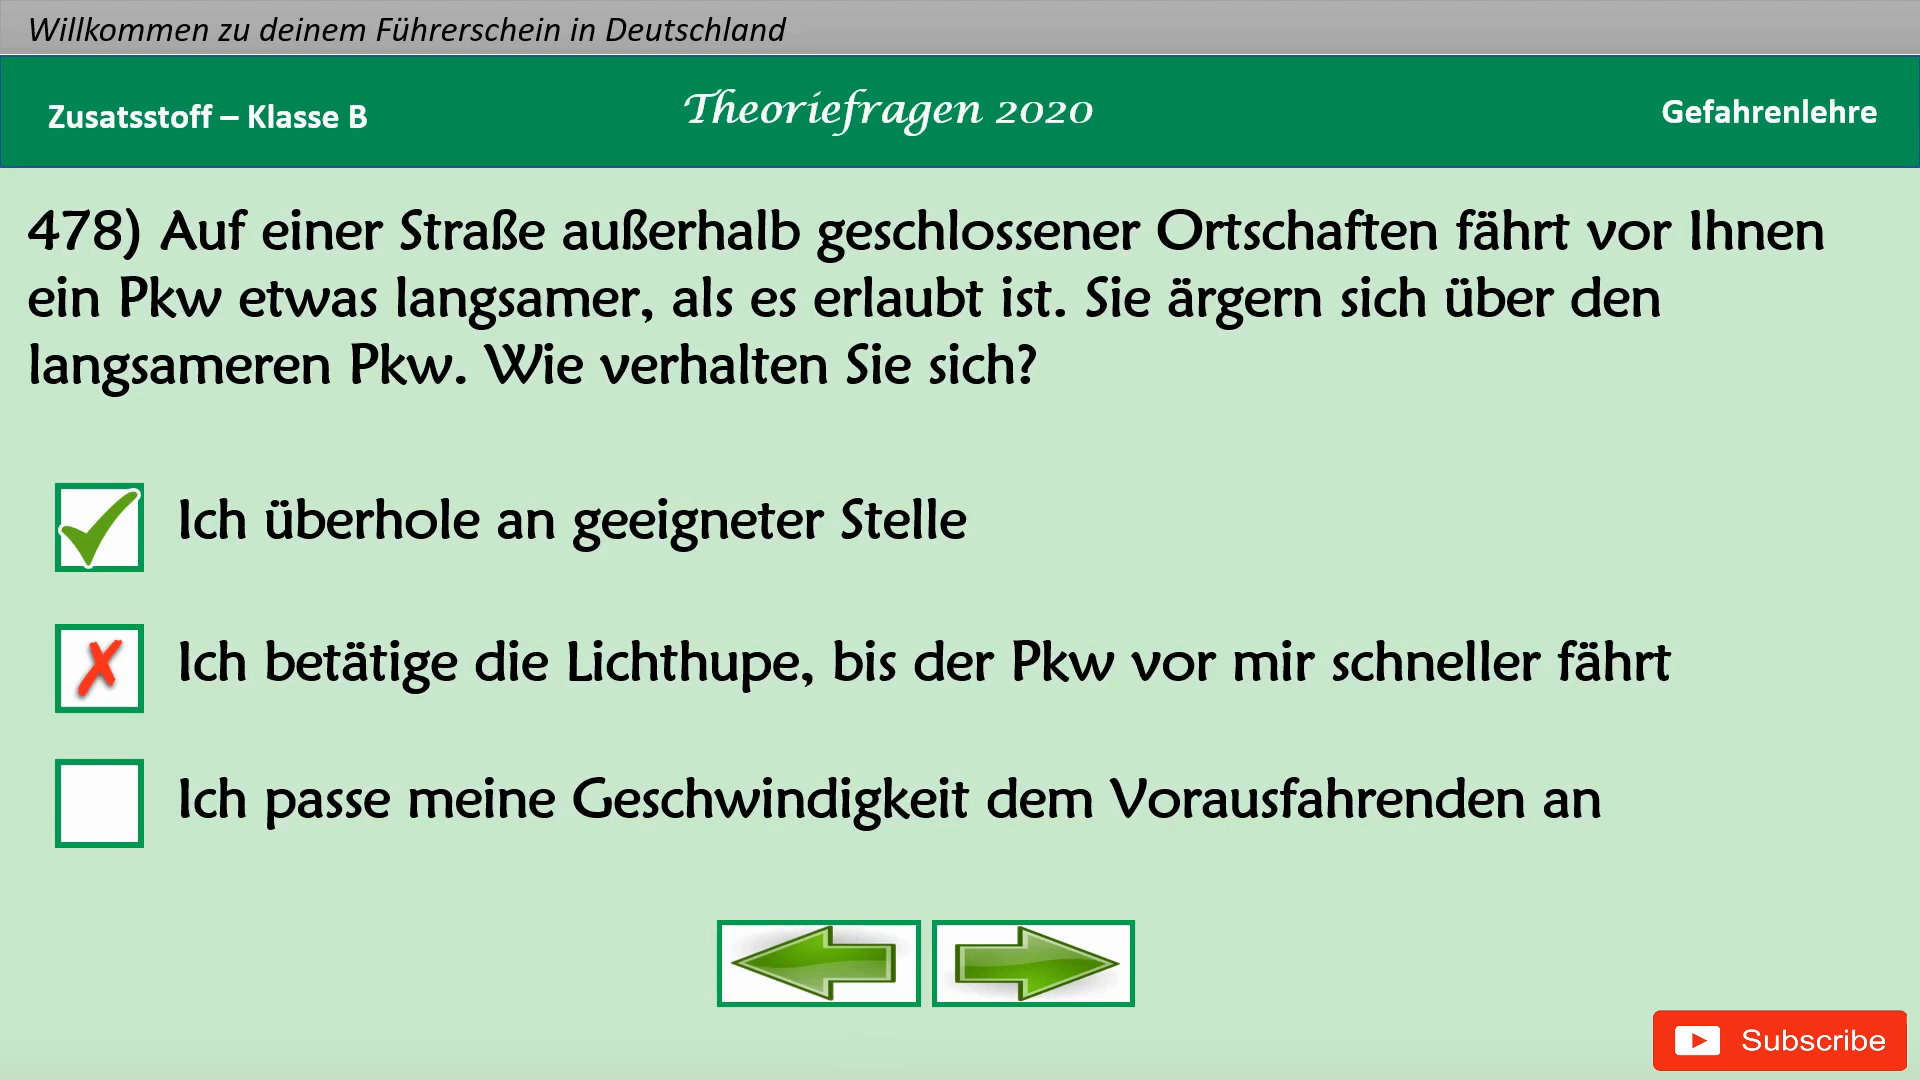 Willkommen zu deinem Führerschein in Deutschland
Zusatsstoff – Klasse B
Theoriefragen 2020
Gefahrenlehre
478) Auf einer Straße außerhalb geschlossener Ortschaften fährt vor Ihnen
ein Pkw etwas langsamer, als es erlaubt ist. Sie ärgern sich über den
langsameren Pkw. Wie verhalten Sie sich?
Ich überhole an geeigneter Stelle
Ich betätige die Lichthupe, bis der Pkw vor mir schneller fährt
Ich passe meine Geschwindigkeit dem Vorausfahrenden an
Subscribe